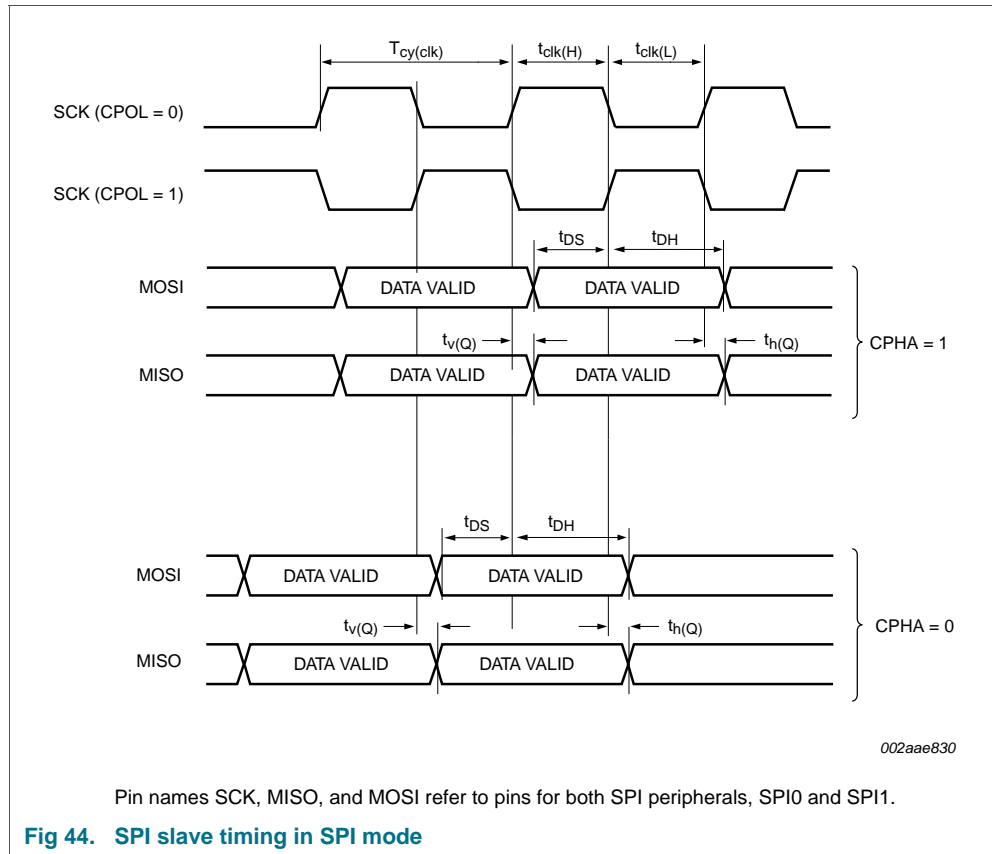 Tcy(clk) tclk(H) tclk(L)
SCK (CPOL = 0)
SCK (CPOL = 1)
tDS tDH
MOSI DATA VALID DATA VALID
tv(Q) th(Q)
CPHA = 1
MISO DATA VALID DATA VALID
tDS tDH
MOSI DATA VALID DATA VALID
tv(Q) th(Q)
CPHA = 0
MISO DATA VALID DATA VALID
002aae830
Pin names SCK, MISO, and MOSI refer to pins for both SPI peripherals, SPI0 and SPI1.
Fig 44. SPI slave timing in SPI mode